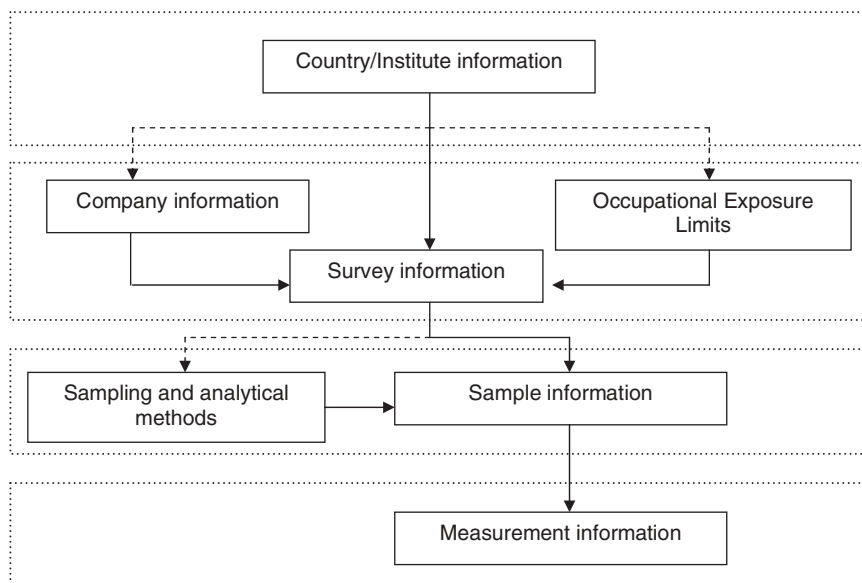 Country/Institute information
Company information
Occupational Exposure
Limits
Survey information
Sampling and analytical
methods
Sample information
Measurement information